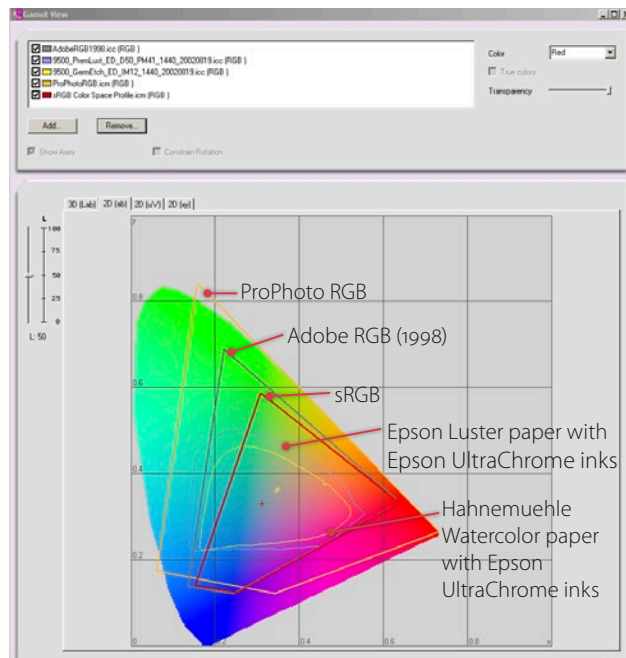 Gamut View
AdobeRGB1998.icc (RGB )
9500_PremLust_ED_D50_PM41_1440_20020819.icc (RGB )
9500_GermEtch_ED_IM12_1440_20020819.icc (RGB )
ProPhotoRGB.icm (RGB )
sRGB Color Space Profile.icm (RGB )
Color
Red
True colors
Transparency
Add...
Remove...
Show Axes
Constrain Rotation
3D (Lab)
2D (ab)
2D (u'v')
2D (xy)
L
100
75
50
25
0
L: 50
y
0.8
0.6
0.4
0.2
0
0.2
0.4
0.6
0.8
x
ProPhoto RGB
Adobe RGB (1998)
sRGB
Epson Luster paper with
Epson UltraChrome inks
Hahnemuehle
Watercolor paper
with Epson
UltraChrome inks